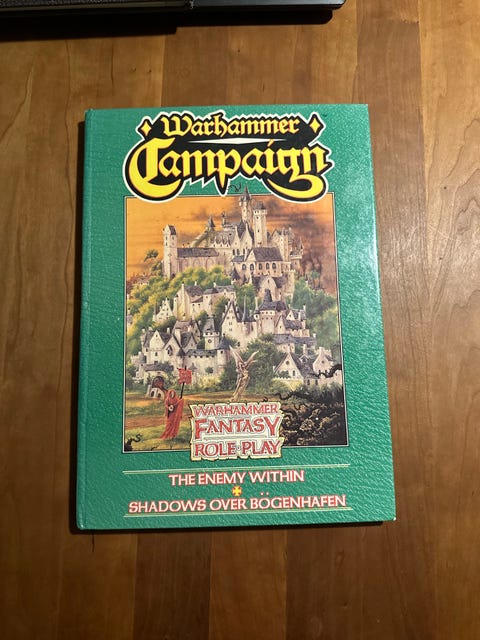 Warhammer
Campaign
WARHAMMER
FANTASY
ROLE-PLAY
THE ENEMY WITHIN
+
SHADOWS OVER BÖGENHAFEN